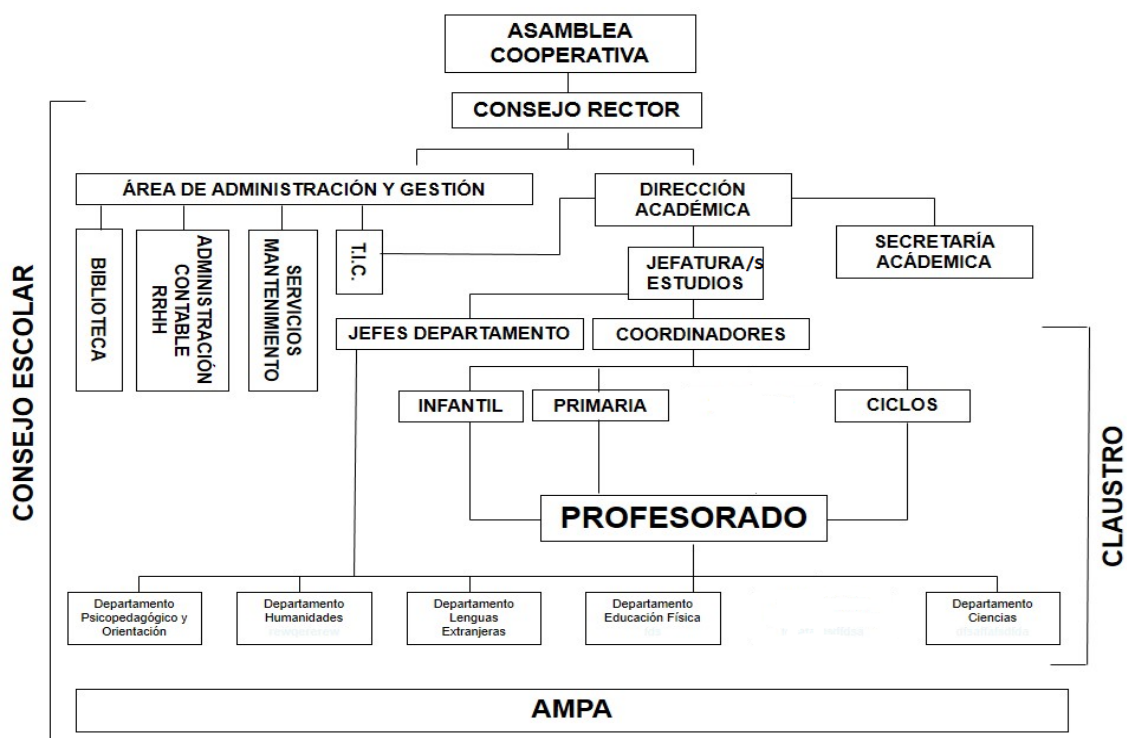 ASAMBLEA
COOPERATIVA
CONSEJO RECTOR
ÁREA DE ADMINISTRACIÓN Y GESTIÓN
DIRECCIÓN
ACADÉMICA
BIBLIOTECA
ADMINISTRACIÓN
CONTABLE
RRHH
SERVICIOS
MANTENIMIENTO
T.I.C.
SECRETARÍA
ACÁDEMICA
JEFATURA/s
ESTUDIOS
JEFES DEPARTAMENTO
COORDINADORES
INFANTIL
PRIMARIA
CICLOS
PROFESORADO
Departamento
Psicopedagógico y
Orientación
Departamento
Humanidades
Departamento
Lenguas
Extranjeras
Departamento
Educación Física
Departamento
Ciencias
AMPA
CONSEJO ESCOLAR
CLAUSTRO